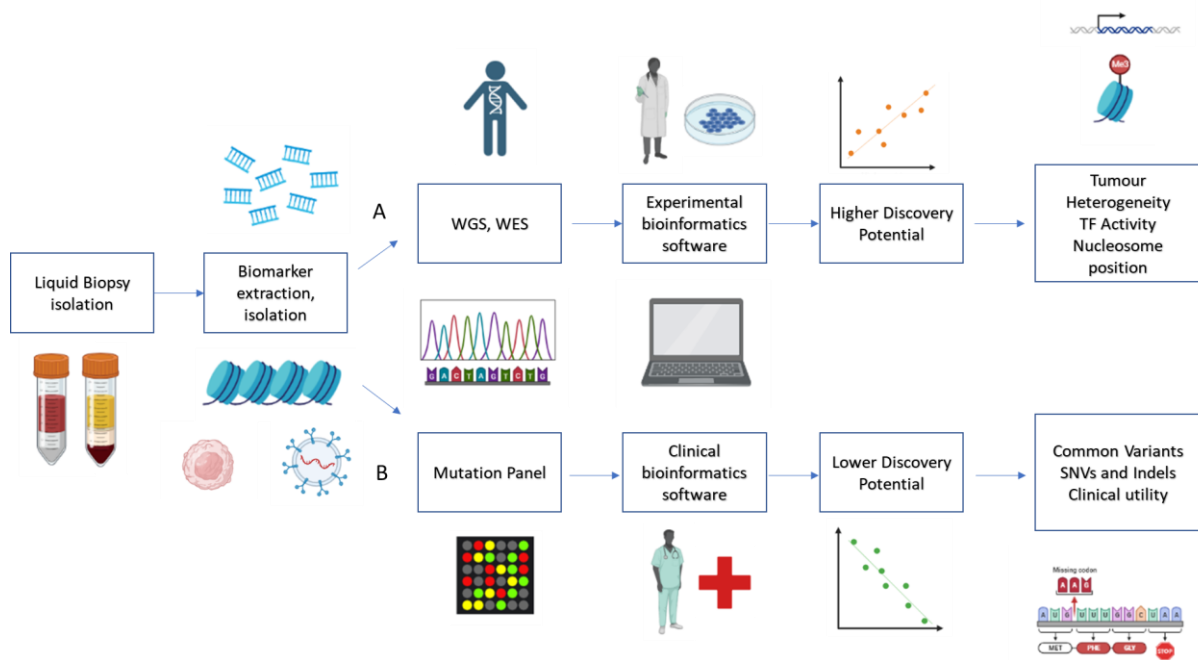 Me3
A
WGS, WES
Experimental
bioinformatics
software
Higher Discovery
Potential
Tumour
Heterogeneity
TF Activity
Nucleosome
position
Liquid Biopsy
isolation
Biomarker
extraction,
isolation
G A C T A G T C T G
B
Mutation Panel
Clinical
bioinformatics
software
Lower Discovery
Potential
Common Variants
SNVs and Indels
Clinical utility
Missing codon
A A G
A U G U U U G G C U A A
MET PHE GLY STOP